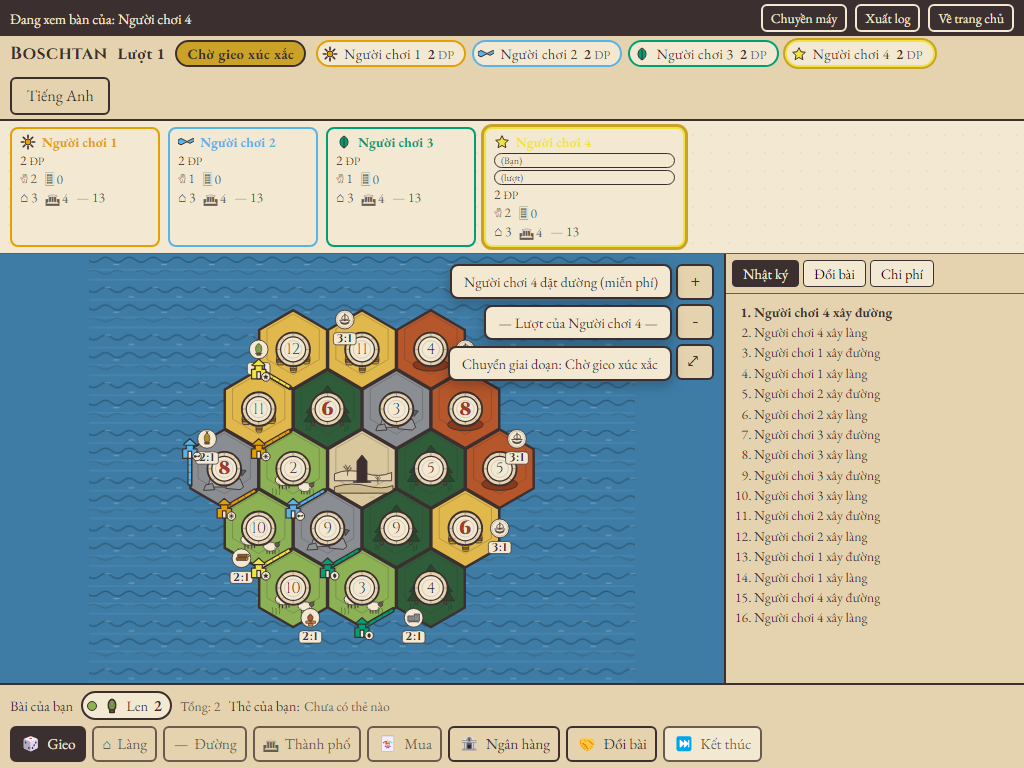 Đang xem bàn của: Người chơi 4
Chuyền máy
Xuất log
Về trang chủ
BOSCHTAN
Lượt 1
Chờ gieo xúc xắc
Người chơi 1 2 ĐP
Người chơi 2 2 ĐP
Người chơi 3 2 ĐP
Người chơi 4 2 ĐP
Tiếng Anh
Người chơi 1
2 ĐP
2 0
3 4 — 13
Người chơi 2
2 ĐP
1 0
3 4 — 13
Người chơi 3
2 ĐP
1 0
3 4 — 13
Người chơi 4
(Bạn)
(lượt)
2 ĐP
2 0
3 4 — 13
Người chơi 4 đặt đường (miễn phí)
+
— Lượt của Người chơi 4 —
-
Chuyển giai đoạn: Chờ gieo xúc xắc
3:1
12 11 4
11 6 3 8
2:1 3:1
8 2 5 5
10 9 9 6
3:1
2:1
10 3 4
2:1 2:1
Nhật ký
Đổi bài
Chi phí
1. Người chơi 4 xây đường
2. Người chơi 4 xây làng
3. Người chơi 1 xây đường
4. Người chơi 1 xây làng
5. Người chơi 2 xây đường
6. Người chơi 2 xây làng
7. Người chơi 3 xây đường
8. Người chơi 3 xây làng
9. Người chơi 3 xây đường
10. Người chơi 3 xây làng
11. Người chơi 2 xây đường
12. Người chơi 2 xây làng
13. Người chơi 1 xây đường
14. Người chơi 1 xây làng
15. Người chơi 4 xây đường
16. Người chơi 4 xây làng
Bài của bạn
Len 2
Tổng: 2
Thẻ của bạn: Chưa có thẻ nào
Gieo
Làng
— Đường
Thành phố
Mua
Ngân hàng
Đổi bài
Kết thúc